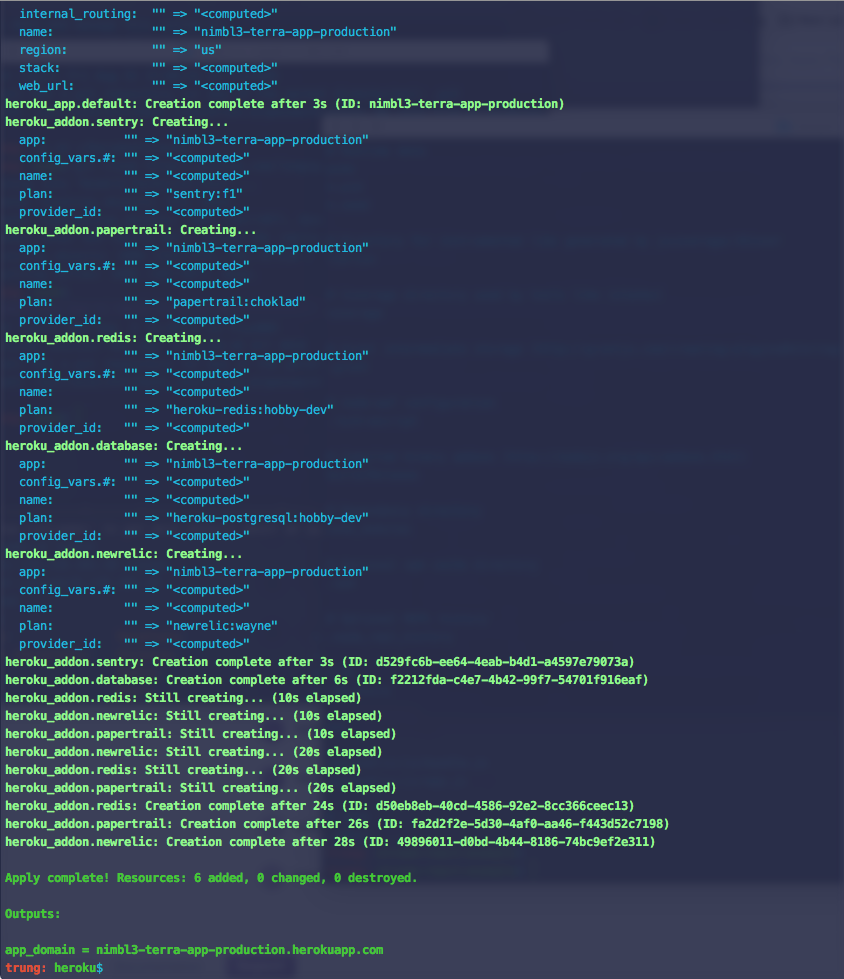 internal_routing: "" => "<computed>"
name: "" => "nimbl3-terra-app-production"
region: "" => "us"
stack: "" => "<computed>"
web_url: "" => "<computed>"
heroku_app.default: Creation complete after 3s (ID: nimbl3-terra-app-production)
heroku_addon.sentry: Creating...
app: "" => "nimbl3-terra-app-production"
config_vars.#: "" => "<computed>"
name: "" => "<computed>"
plan: "" => "sentry:f1"
provider_id: "" => "<computed>"
heroku_addon.papertrail: Creating...
app: "" => "nimbl3-terra-app-production"
config_vars.#: "" => "<computed>"
name: "" => "<computed>"
plan: "" => "papertrail:choklad"
provider_id: "" => "<computed>"
heroku_addon.redis: Creating...
app: "" => "nimbl3-terra-app-production"
config_vars.#: "" => "<computed>"
name: "" => "<computed>"
plan: "" => "heroku-redis:hobby-dev"
provider_id: "" => "<computed>"
heroku_addon.database: Creating...
app: "" => "nimbl3-terra-app-production"
config_vars.#: "" => "<computed>"
name: "" => "<computed>"
plan: "" => "heroku-postgresql:hobby-dev"
provider_id: "" => "<computed>"
heroku_addon.newrelic: Creating...
app: "" => "nimbl3-terra-app-production"
config_vars.#: "" => "<computed>"
name: "" => "<computed>"
plan: "" => "newrelic:wayne"
provider_id: "" => "<computed>"
heroku_addon.sentry: Creation complete after 3s (ID: d529fc6b-ee64-4eab-b4d1-a4597e79073a)
heroku_addon.database: Creation complete after 6s (ID: f2212fda-c4e7-4b42-99f7-54701f916eaf)
heroku_addon.redis: Still creating... (10s elapsed)
heroku_addon.newrelic: Still creating... (10s elapsed)
heroku_addon.papertrail: Still creating... (10s elapsed)
heroku_addon.newrelic: Still creating... (20s elapsed)
heroku_addon.redis: Still creating... (20s elapsed)
heroku_addon.papertrail: Still creating... (20s elapsed)
heroku_addon.redis: Creation complete after 24s (ID: d50eb8eb-40cd-4586-92e2-8cc366ceec13)
heroku_addon.papertrail: Creation complete after 26s (ID: fa2d2f2e-5d30-4af0-aa46-f443d52c7198)
heroku_addon.newrelic: Creation complete after 28s (ID: 49896011-d0bd-4b44-8186-74bc9ef2e311)
Apply complete! Resources: 6 added, 0 changed, 0 destroyed.
Outputs:
app_domain = nimbl3-terra-app-production.herokuapp.com
trung: heroku$